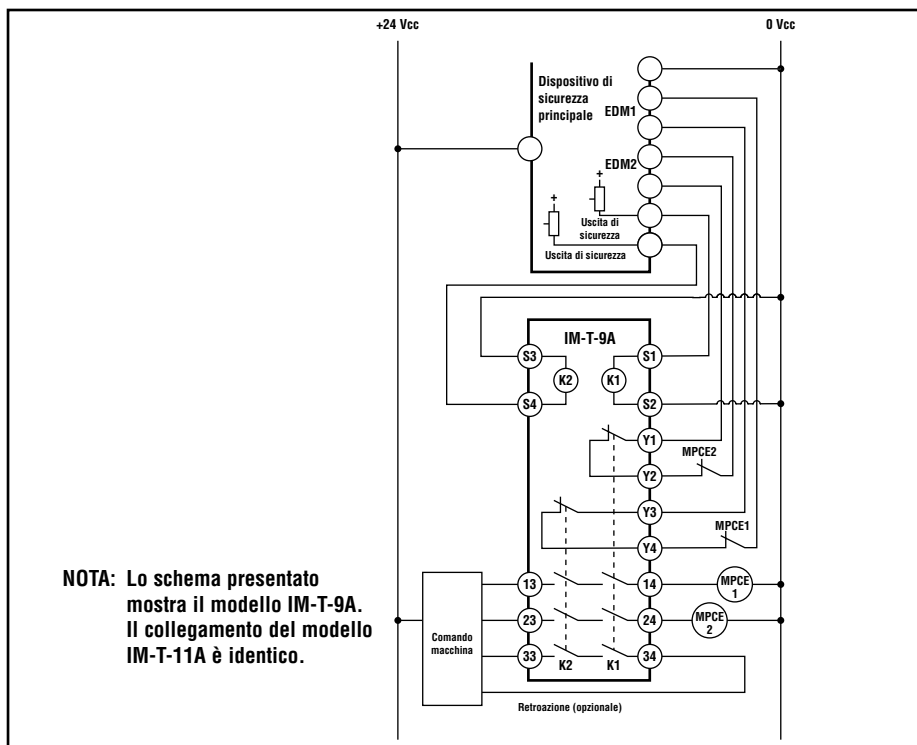 +24 Vcc
0 Vcc
Dispositivo di
sicurezza
principale
EDM1
EDM2
+
+
Uscita di
sicurezza
Uscita di sicurezza
IM-T-9A
S3
S1
K2
K1
S4
S2
Y1
MPCE2
Y2
Y3
MPCE1
Y4
13
14
MPCE
1
23
24
MPCE
2
33
K2
K1
34
Comando
macchina
Retroazione (opzionale)
NOTA: Lo schema presentato
mostra il modello IM-T-9A.
Il collegamento del modello
IM-T-11A è identico.